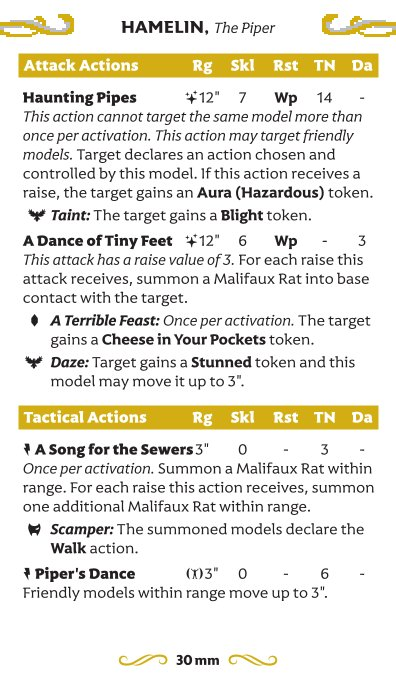 HAMELIN, The Piper
Attack Actions Rg Skl Rst TN Da
Haunting Pipes 12" 7 Wp 14 -
This action cannot target the same model more than
once per activation. This action may target friendly
models. Target declares an action chosen and
controlled by this model. If this action receives a
raise, the target gains an Aura (Hazardous) token.
Taint: The target gains a Blight token.
A Dance of Tiny Feet 12" 6 Wp - 3
This attack has a raise value of 3. For each raise this
attack receives, summon a Malifaux Rat into base
contact with the target.
A Terrible Feast: Once per activation. The target
gains a Cheese in Your Pockets token.
Daze: Target gains a Stunned token and this
model may move it up to 3".
Tactical Actions Rg Skl Rst TN Da
A Song for the Sewers 3" 0 - 3 -
Once per activation. Summon a Malifaux Rat within
range. For each raise this action receives, summon
one additional Malifaux Rat within range.
Scamper: The summoned models declare the
Walk action.
Piper's Dance 3" 0 - 6 -
Friendly models within range move up to 3".
30 mm